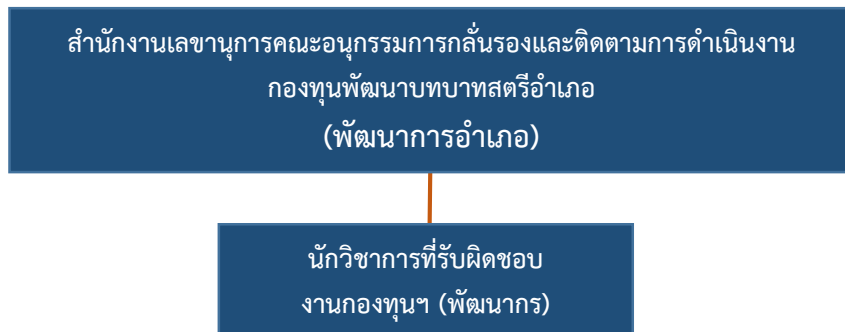 สำนักงานเลขานุการคณะอนุกรรมการกลั่นรองและติดตามการดำเนินงาน
กองทุนพัฒนาบทบาทสตรีอำเภอ
(พัฒนาการอำเภอ)
นักวิชาการที่รับผิดชอบ
งานกองทุนฯ (พัฒนากร)